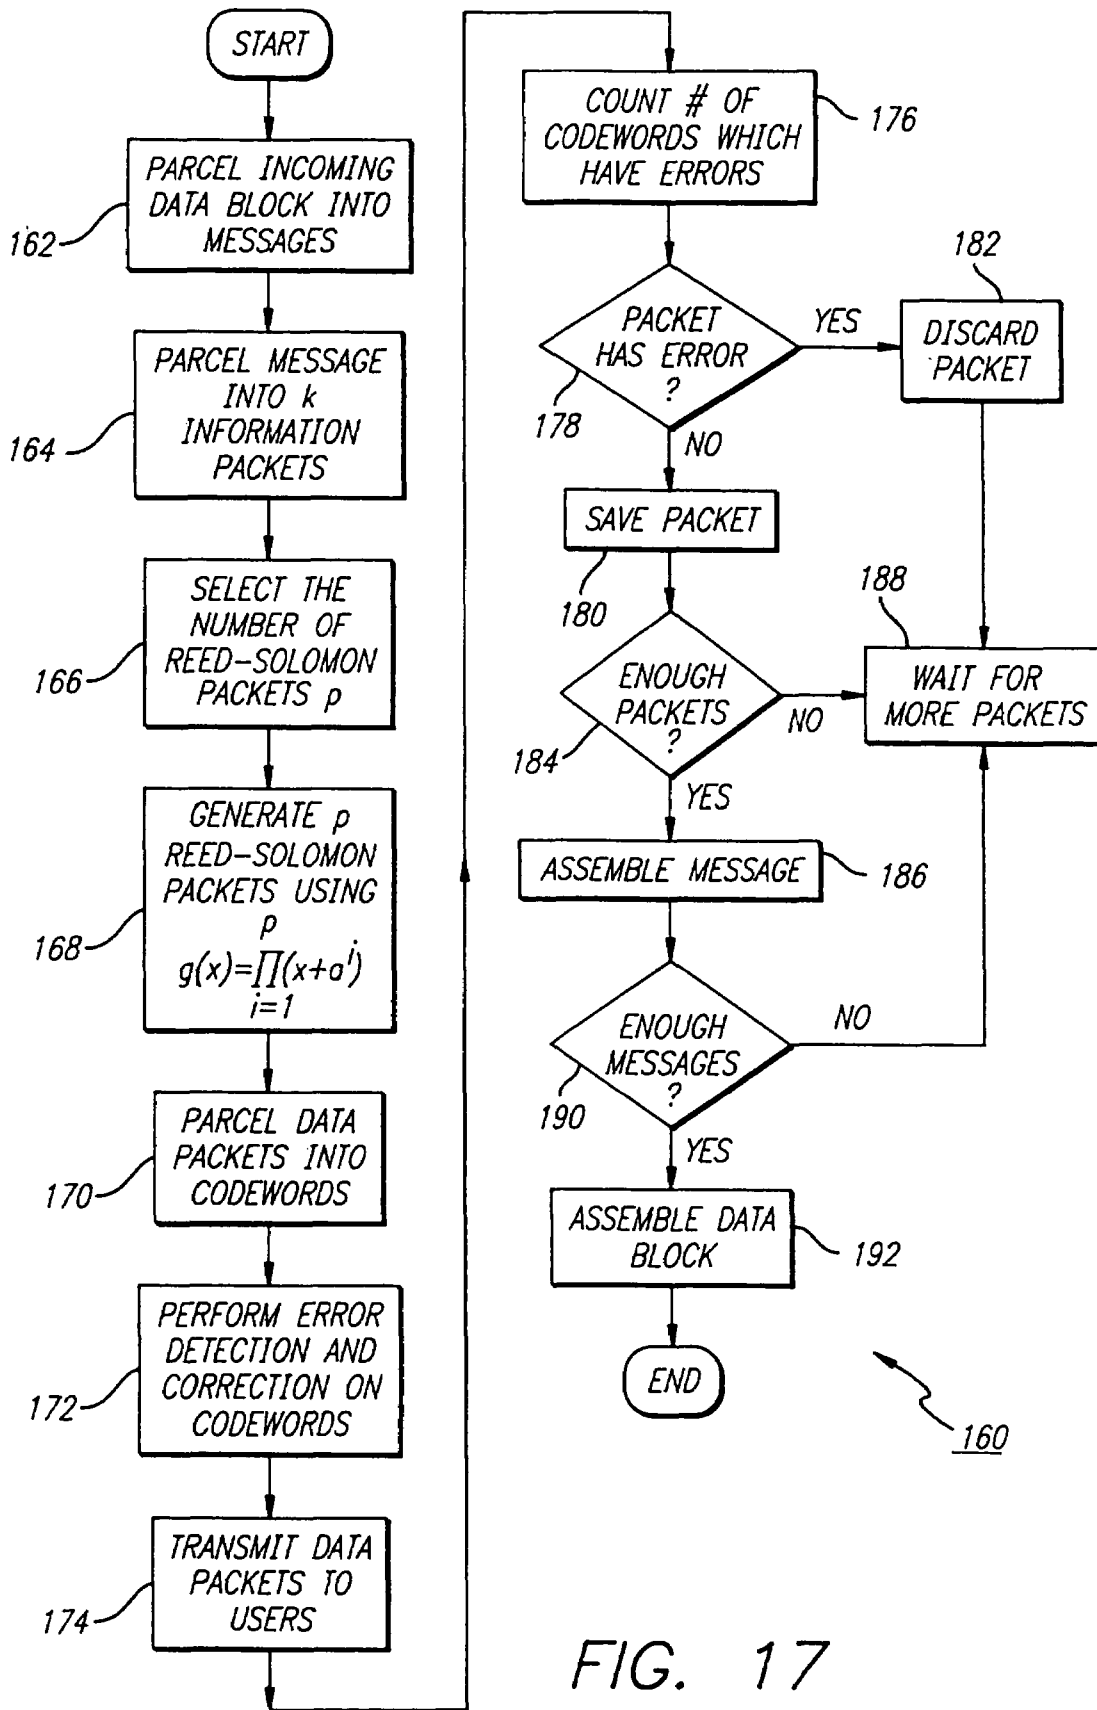 START
PARCEL INCOMING
DATA BLOCK INTO
MESSAGES
162
PARCEL MESSAGE
INTO k
INFORMATION
PACKETS
164
SELECT THE
NUMBER OF
REED-SOLOMON
PACKETS p
166
GENERATE p
REED-SOLOMON
PACKETS USING
p
g(x)=∏(x+a^i)
i=1
168
PARCEL DATA
PACKETS INTO
CODEWORDS
170
PERFORM ERROR
DETECTION AND
CORRECTION ON
CODEWORDS
172
TRANSMIT DATA
PACKETS TO
USERS
174
COUNT # OF
CODEWORDS WHICH
HAVE ERRORS
176
PACKET
HAS ERROR
?
178
YES
NO
182
DISCARD
PACKET
SAVE PACKET
180
ENOUGH
PACKETS
?
184
NO
YES
188
WAIT FOR
MORE PACKETS
ASSEMBLE MESSAGE
186
ENOUGH
MESSAGES
?
190
NO
YES
ASSEMBLE DATA
BLOCK
192
END
160
FIG. 17